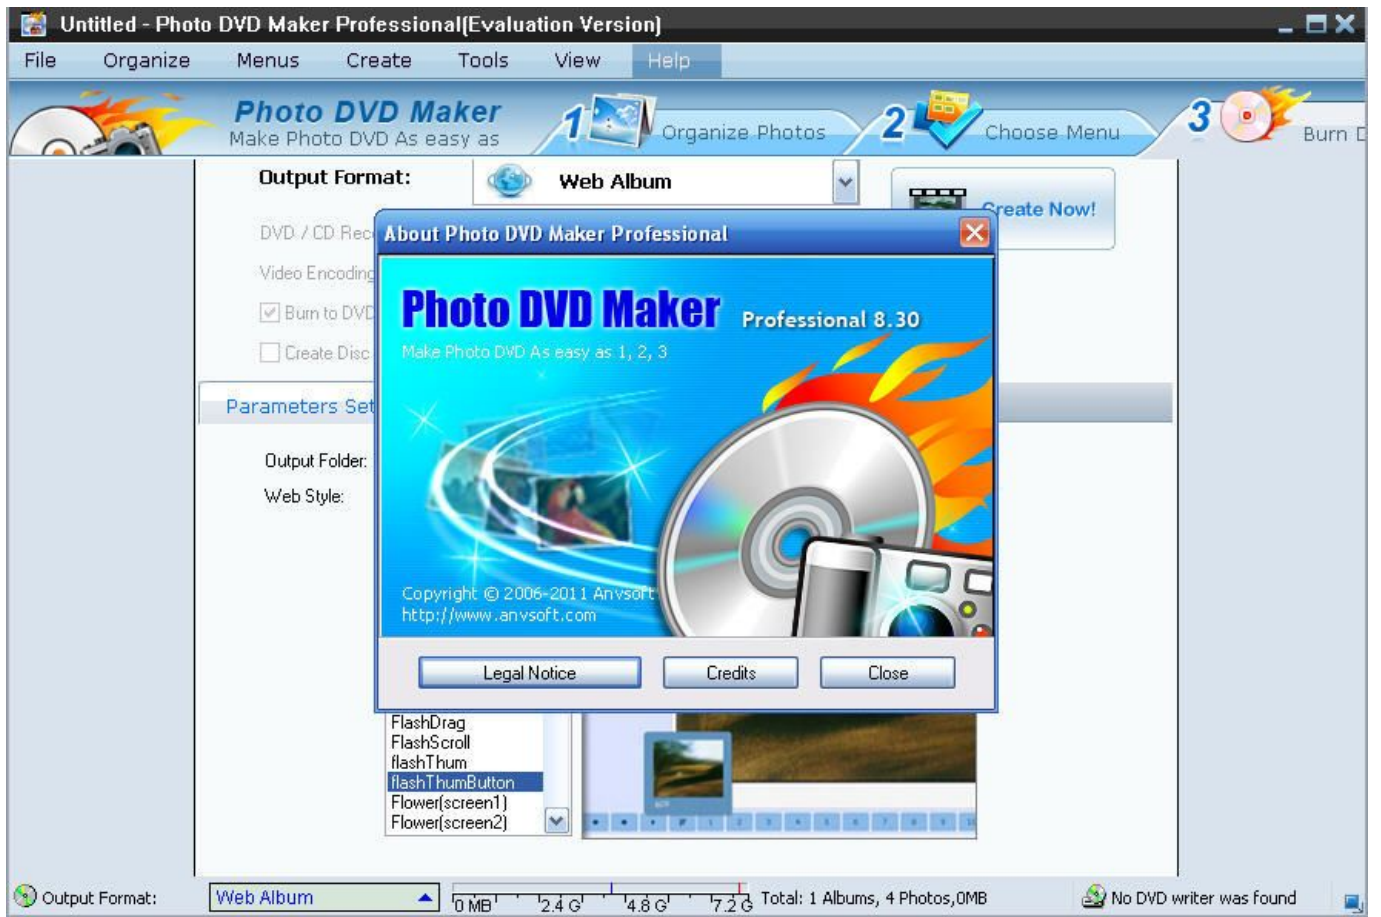 Untitled - Photo DVD Maker Professional(Evaluation Version)
File Organize Menus Create Tools View Help
Photo DVD Maker
Make Photo DVD As easy as
1 Organize Photos
2 Choose Menu
3 Burn
Output Format: Web Album
Create Now!
DVD / CD
Video Encoding
Burn to DVD
Create Disc
Parameters
Output Folder:
Web Style:
About Photo DVD Maker Professional
Photo DVD Maker Professional 8.30
Make Photo DVD As easy as 1, 2, 3
Copyright © 2006-2011 Anvsoft
http://www.anvsoft.com
Legal Notice Credits Close
FlashDrag
FlashScroll
flashThum
flashThumButton
Flower(screen1)
Flower(screen2)
Output Format: Web Album 0 MB 2.4 G 4.8 G 7.2 G Total: 1 Albums, 4 Photos,0MB No DVD writer was found